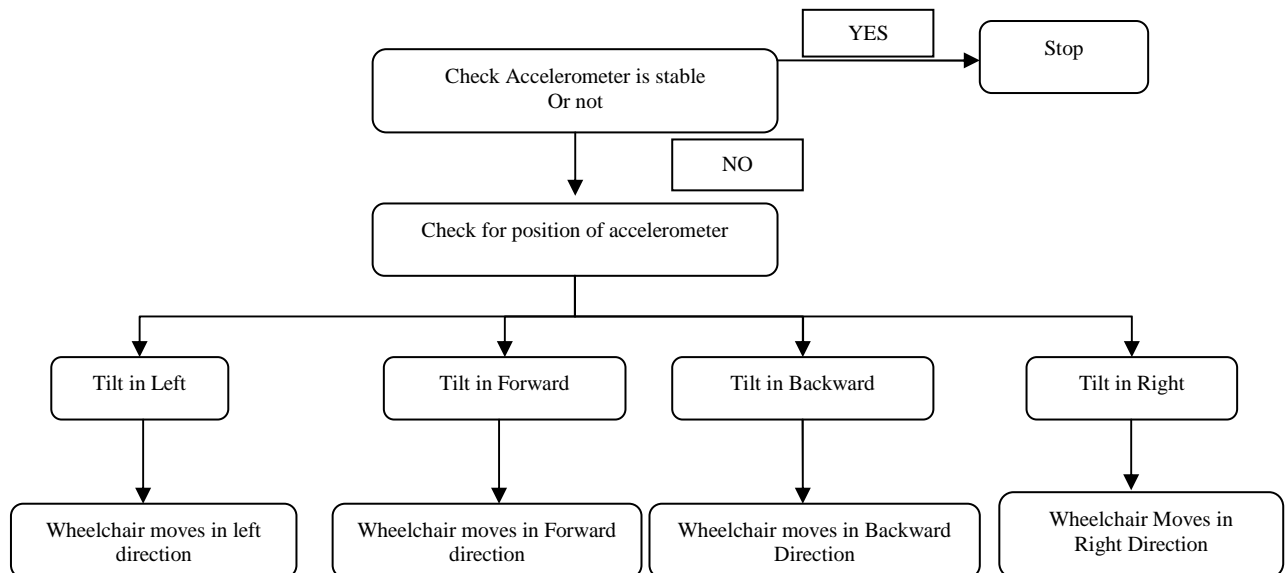 YES
Stop
Check Accelerometer is stable
Or not
NO
Check for position of accelerometer
Tilt in Left
Tilt in Forward
Tilt in Backward
Tilt in Right
Wheelchair moves in left
direction
Wheelchair moves in Forward
direction
Wheelchair moves in Backward
Direction
Wheelchair Moves in
Right Direction